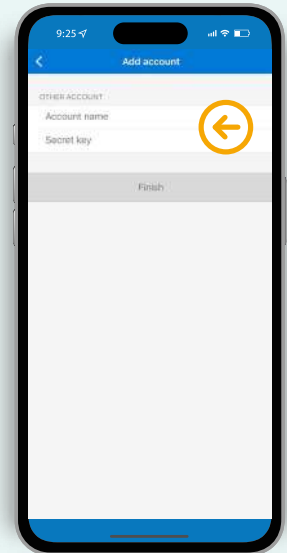 9:25
Add account
OTHER ACCOUNT
Account name
Secret key
Finish